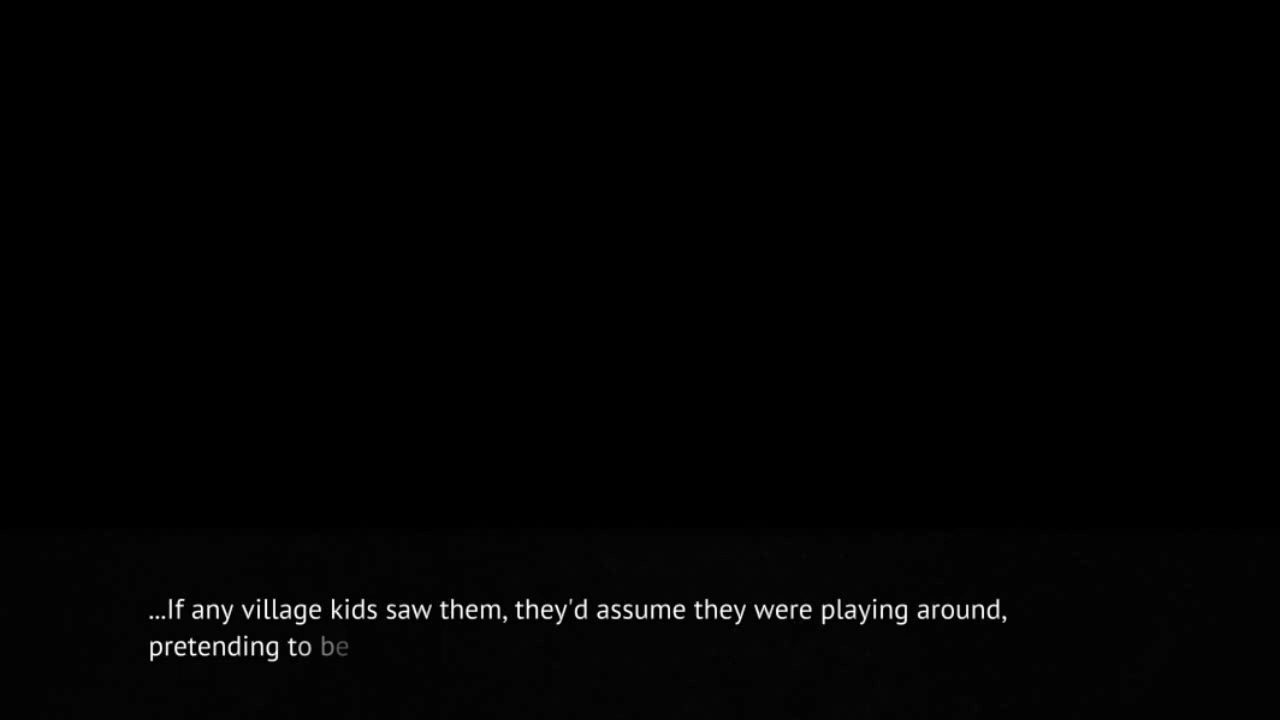 ...If any village kids saw them, they'd assume they were playing around,
pretending to be